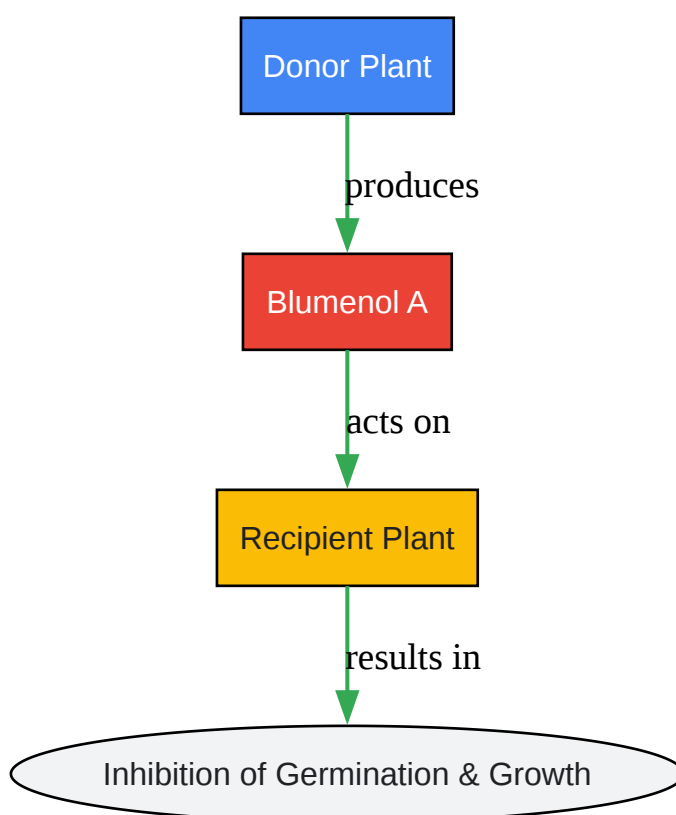 Donor Plant
produces
Blumenol A
acts on
Recipient Plant
results in
Inhibition of Germination & Growth